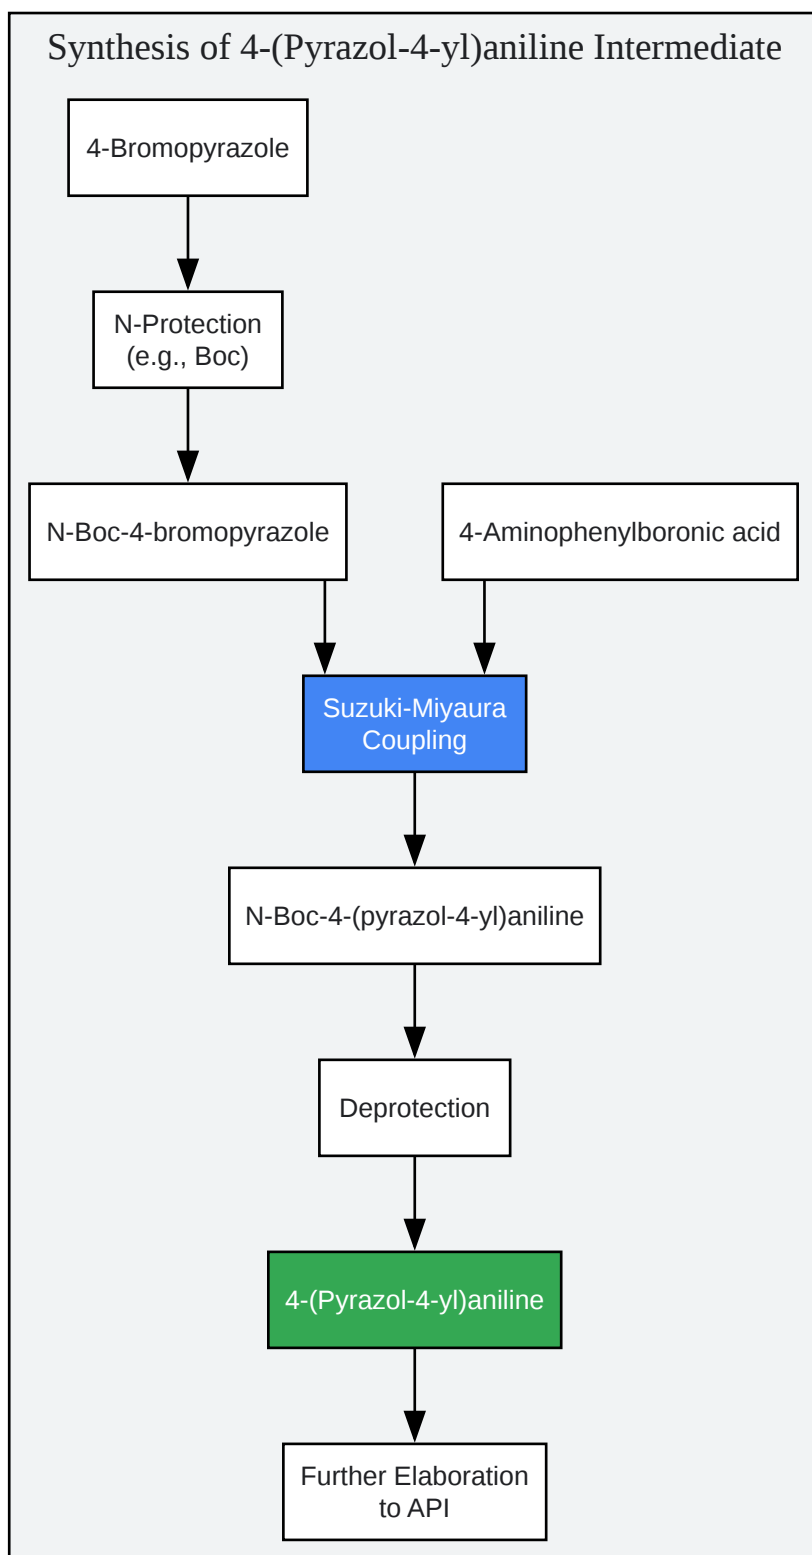 Synthesis of 4-(Pyrazol-4-yl)aniline Intermediate
4-Bromopyrazole
N-Protection
(e.g., Boc)
N-Boc-4-bromopyrazole
4-Aminophenylboronic acid
Suzuki-Miyaura
Coupling
N-Boc-4-(pyrazol-4-yl)aniline
Deprotection
4-(Pyrazol-4-yl)aniline
Further Elaboration
to API